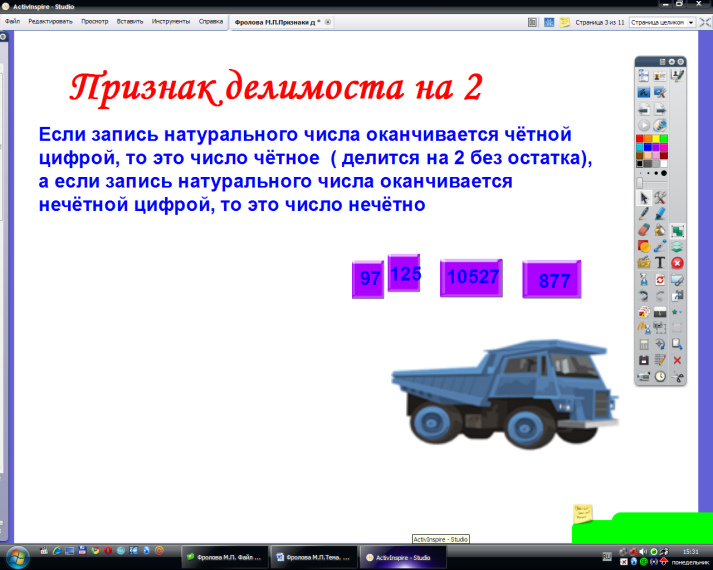 ActivInspire - Studio
Файл Редактировать Просмотр Вставить Инструменты Справка
Фролова М.П.Признаки д *
Страница 3 из 11
Страница целиком
Признак делимоста на 2
Если запись натурального числа оканчивается чётной
цифрой, то это число чётное ( делится на 2 без остатка),
а если запись натурального числа оканчивается
нечётной цифрой, то это число нечётно
97 125 10527 877
ActivInspire - Studio
Фролова М.П. Файл ...
Фролова М.П.Тема. ...
ActivInspire - Studio
RU
15:31
понедельник